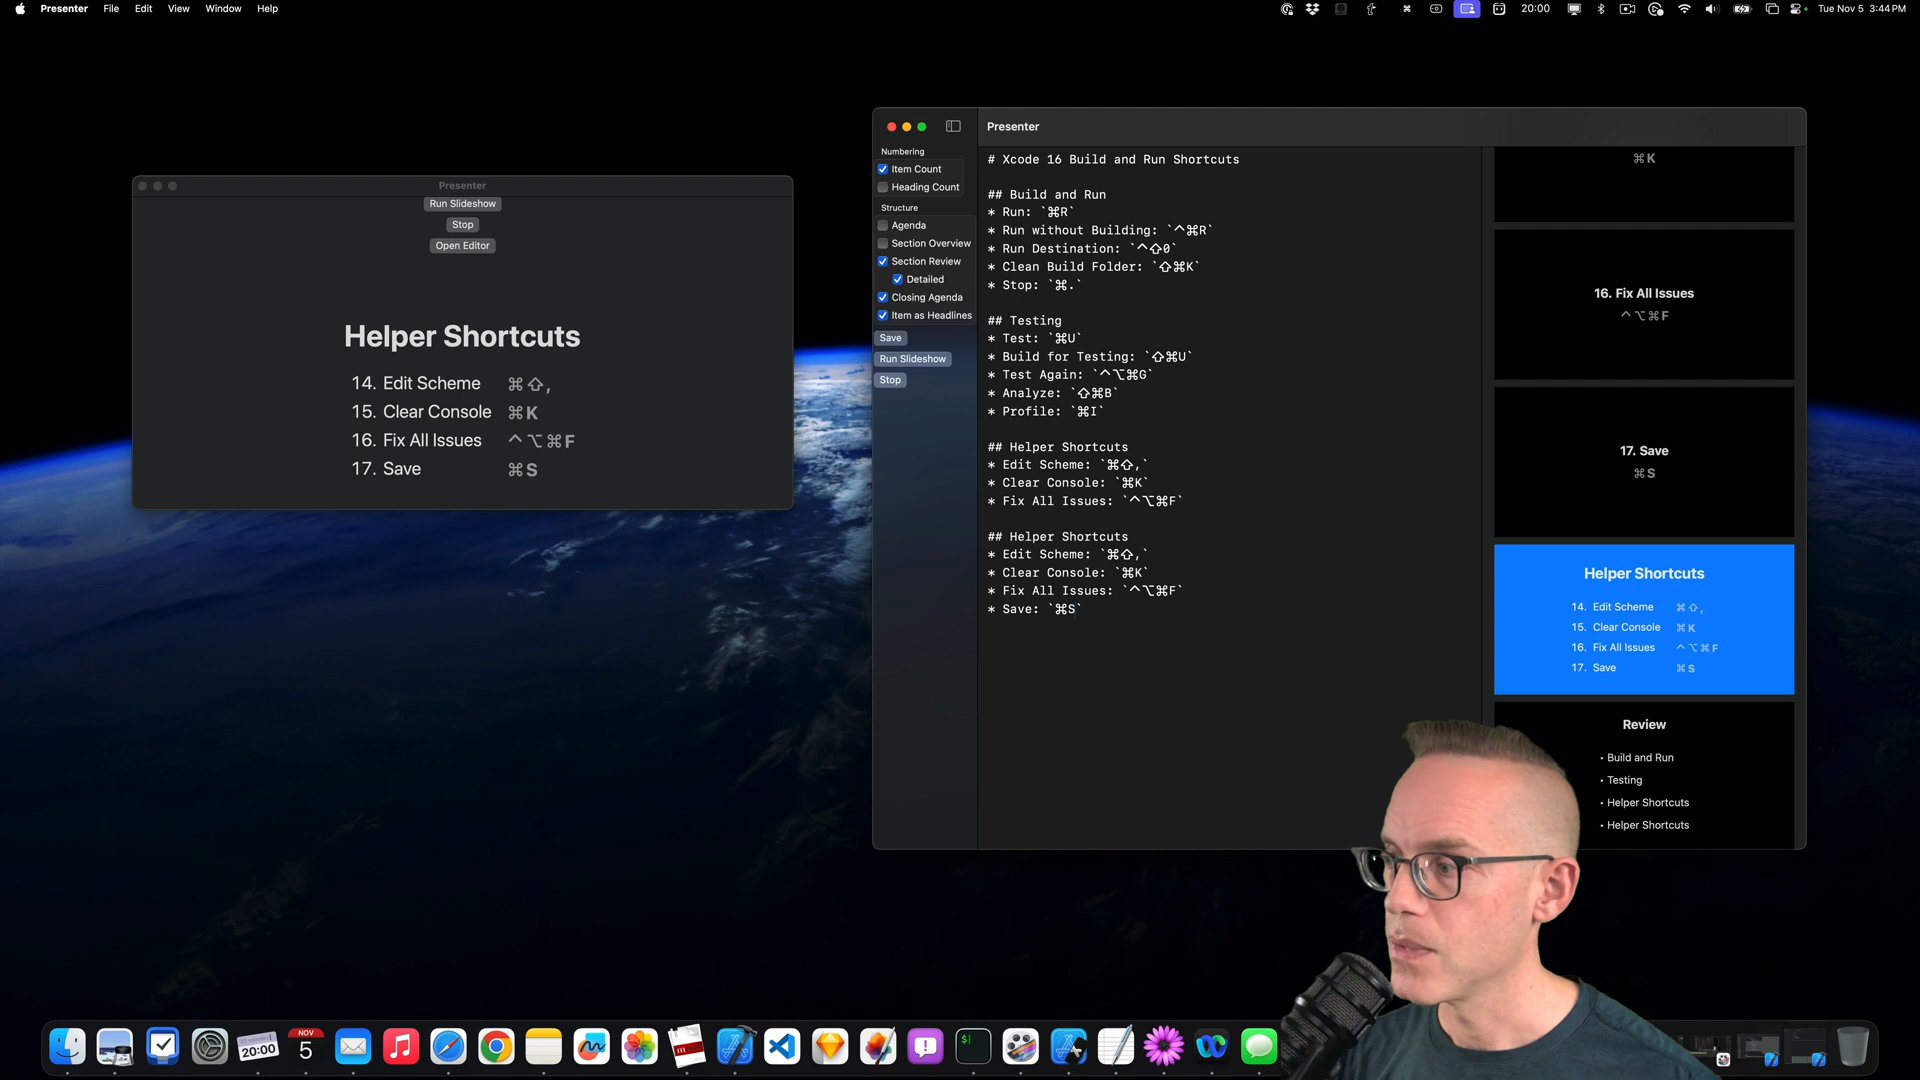 Presenter File Edit View Window Help
20:00 Tue Nov 5 3:44 PM
Presenter
Run Slideshow
Stop
Open Editor
Helper Shortcuts
14. Edit Scheme ⌘⇧,
15. Clear Console ⌘K
16. Fix All Issues ^⌥⌘F
17. Save ⌘S
Presenter
Numbering
Item Count
Heading Count
Structure
Agenda
Section Overview
Section Review
Detailed
Closing Agenda
Item as Headlines
Save
Run Slideshow
Stop
# Xcode 16 Build and Run Shortcuts
## Build and Run
* Run: `⌘R`
* Run without Building: `^⌘R`
* Run Destination: `^⇧0`
* Clean Build Folder: `⇧⌘K`
* Stop: `⌘.`
## Testing
* Test: `⌘U`
* Build for Testing: `⇧⌘U`
* Test Again: `^⌥⌘G`
* Analyze: `⇧⌘B`
* Profile: `⌘I`
## Helper Shortcuts
* Edit Scheme: `⌘⇧,`
* Clear Console: `⌘K`
* Fix All Issues: `^⌥⌘F`
## Helper Shortcuts
* Edit Scheme: `⌘⇧,`
* Clear Console: `⌘K`
* Fix All Issues: `^⌥⌘F`
* Save: `⌘S`
⌘K
16. Fix All Issues
^⌥⌘F
17. Save
⌘S
Helper Shortcuts
14. Edit Scheme ⌘⇧,
15. Clear Console ⌘K
16. Fix All Issues ^⌥⌘F
17. Save ⌘S
Review
• Build and Run
• Testing
• Helper Shortcuts
• Helper Shortcuts
20:00
NOV
5
$